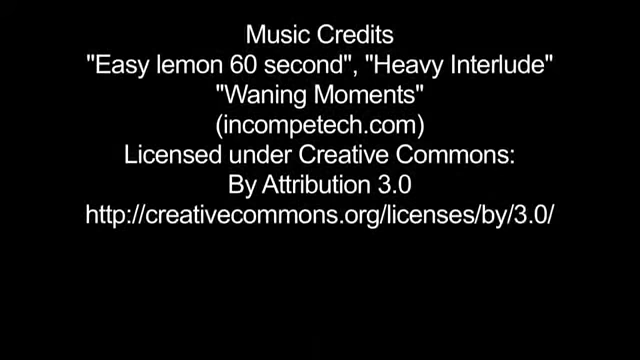 Music Credits
"Easy lemon 60 second", "Heavy Interlude"
"Waning Moments"
(incompetech.com)
Licensed under Creative Commons:
By Attribution 3.0
http://creativecommons.org/licenses/by/3.0/